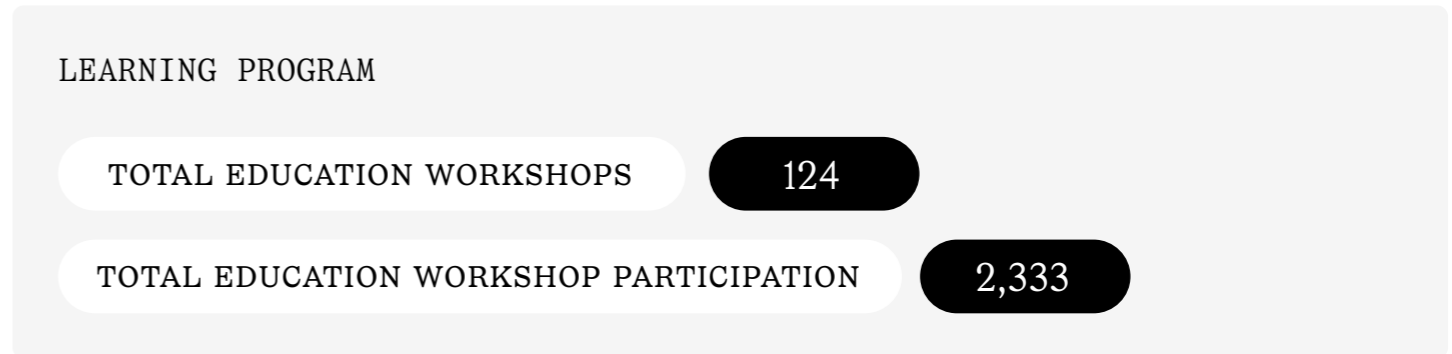 LEARNING PROGRAM
TOTAL EDUCATION WORKSHOPS 124
TOTAL EDUCATION WORKSHOP PARTICIPATION 2,333